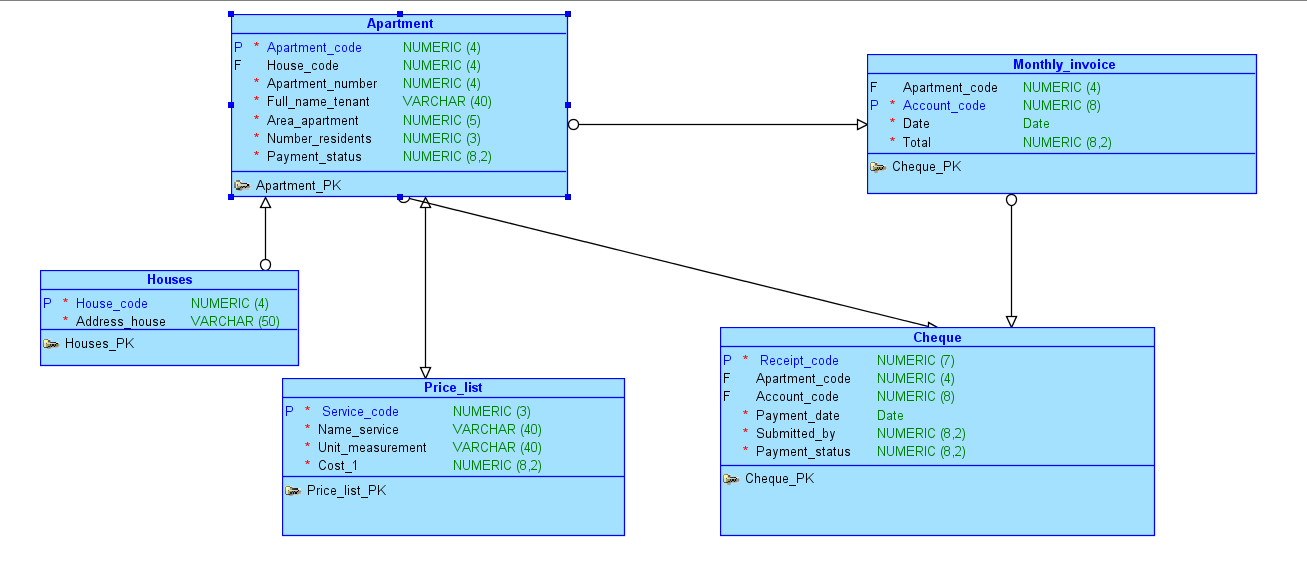 Apartment
P * Apartment_code NUMERIC (4)
F House_code NUMERIC (4)
* Apartment_number NUMERIC (4)
* Full_name_tenant VARCHAR (40)
* Area_apartment NUMERIC (5)
* Number_residents NUMERIC (3)
* Payment_status NUMERIC (8,2)
Apartment_PK
Monthly_invoice
F Apartment_code NUMERIC (4)
P * Account_code NUMERIC (8)
* Date Date
* Total NUMERIC (8,2)
Cheque_PK
Houses
P * House_code NUMERIC (4)
* Address_house VARCHAR (50)
Houses_PK
Price_list
P * Service_code NUMERIC (3)
* Name_service VARCHAR (40)
* Unit_measurement VARCHAR (40)
* Cost_1 NUMERIC (8,2)
Price_list_PK
Cheque
P * Receipt_code NUMERIC (7)
F Apartment_code NUMERIC (4)
F Account_code NUMERIC (8)
* Payment_date Date
* Submitted_by NUMERIC (8,2)
* Payment_status NUMERIC (8,2)
Cheque_PK